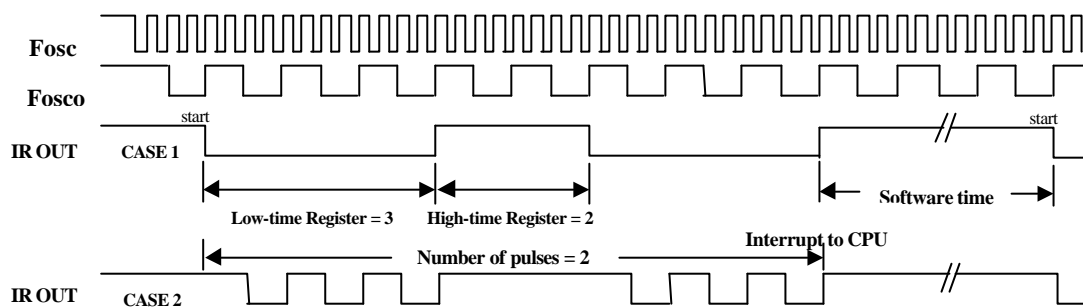 Fosc
Fosco
start
start
IR OUT
CASE 1
Software time
Low-time Register = 3
High-time Register = 2
Interrupt to CPU
Number of pulses = 2
IR OUT
CASE 2